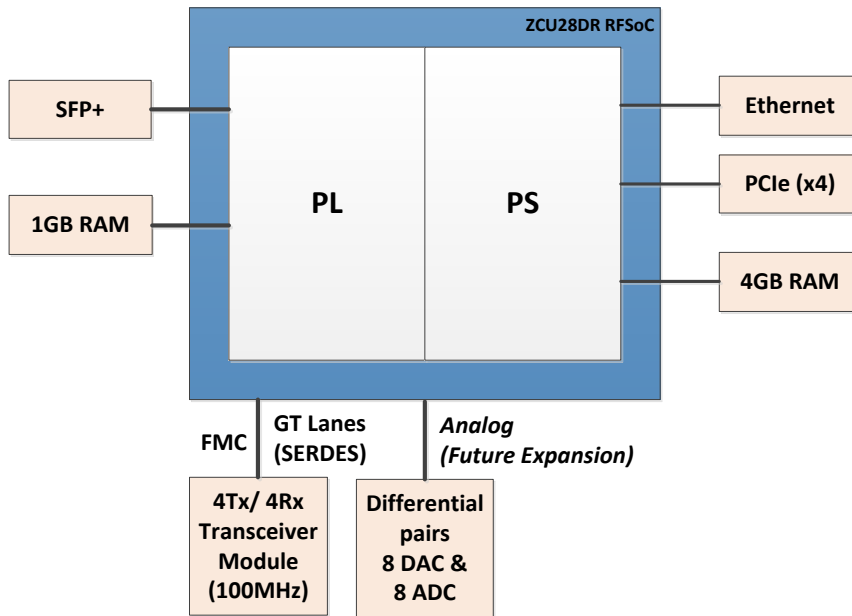 ZCU28DR RFSoC
SFP+
1GB RAM
PL
PS
Ethernet
PCIe (x4)
4GB RAM
FMC
GT Lanes
(SERDES)
Analog
(Future Expansion)
4Tx/ 4Rx
Transceiver
Module
(100MHz)
Differential
pairs
8 DAC &
8 ADC